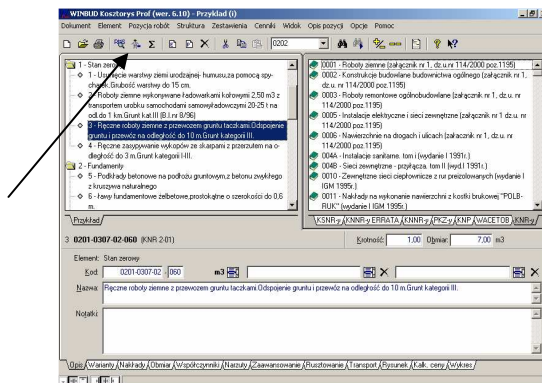 WINBUD Kosztorys Prof (wer. 6.10) - Przykład (i)
Dokument Element Pozycja robót Struktura Zestawienia Cenniki Widok Opis pozycji Opcje Pomoc
0202
1 - Stan zerowy
1 - Usunięcie warstwy ziemi urodzajnej- humusu,za pomocą spy-
charek.Grubość warstwy do 15 cm.
2 - Roboty ziemne wykonywane ładowarkami kołowymi 2,50 m3 z
transportem urobku samochodami samowyładowczymi 20-25 t na
odl.do 1 km.Grunt kat.III (B.I.nr 8/96)
3 - Ręczne roboty ziemne z przewozem gruntu taczkami.Odspojenie
gruntu i przewóz na odległość do 10 m.Grunt kategorii III.
4 - Ręczne zasypywanie wykopów ze skarpami z przerzutem na o-
dległość do 3 m.Grunt kategorii I-III.
2 - Fundamenty
5 - Podkłady betonowe na podłożu gruntowym,z betonu zwykłego
z kruszywa naturalnego
6 - ławy fundamentowe żelbetowe,prostokątne o szerokości do 0,6
m.
Przykład
0001 - Roboty ziemne (załącznik nr 1, dz.u.nr 114/2000 poz.1195)
0002 - Konstrukcje budowlane budownictwa ogólnego (załącznik nr 1,
dz.u.nr 114/2000 poz.1195)
0003 - Roboty remontowe ogólnobudowlane (załącznik nr 1, dz.u. nr
114/2000 poz.1195)
0005 - Instalacje elektryczne i sieci zewnętrzne (załącznik nr 1, dz.u. nr
114/2000 poz.1195)
0006 - Nawierzchnie na drogach i ulicach (załacznik nr 1, dz.u. nr
114/2000 poz.1195)
004A - Instalacje sanitarne. tom i (wydanie I 1991r.)
004B - Sieci zewnętrzne - przyłącza. tom II (wyd.I 1991r.)
0010 - Zewnętrzne sieci ciepłownicze z rur preizolowanych (wydanie I
IGM 1995r.)
0011 - Nakłady na wykonanie nawierzchni z kostki brukowej "POLB-
RUK" (wydanie I IGM 1995r.)
KSNR-y KNNR-y ERRATA KNNR-y PKZ-y KNP WACETOB KNR-y
3 0201-0307-02-060 (KNR 2-01) Krotność: 1,00 Obmiar: 7,00 m3
Element: Stan zerowy
Kod: 0201-0307-02 - 060 m3
Nazwa: Ręczne roboty ziemne z przewozem gruntu taczkami.Odspojenie gruntu i przewóz na odległość do 10 m.Grunt kategorii III.
Notatki:
Opis Warianty Nakłady Obmiar Współczynniki Narzuty Zaawansowanie Rusztowanie Transport Rysunek Kalk. ceny Wykres